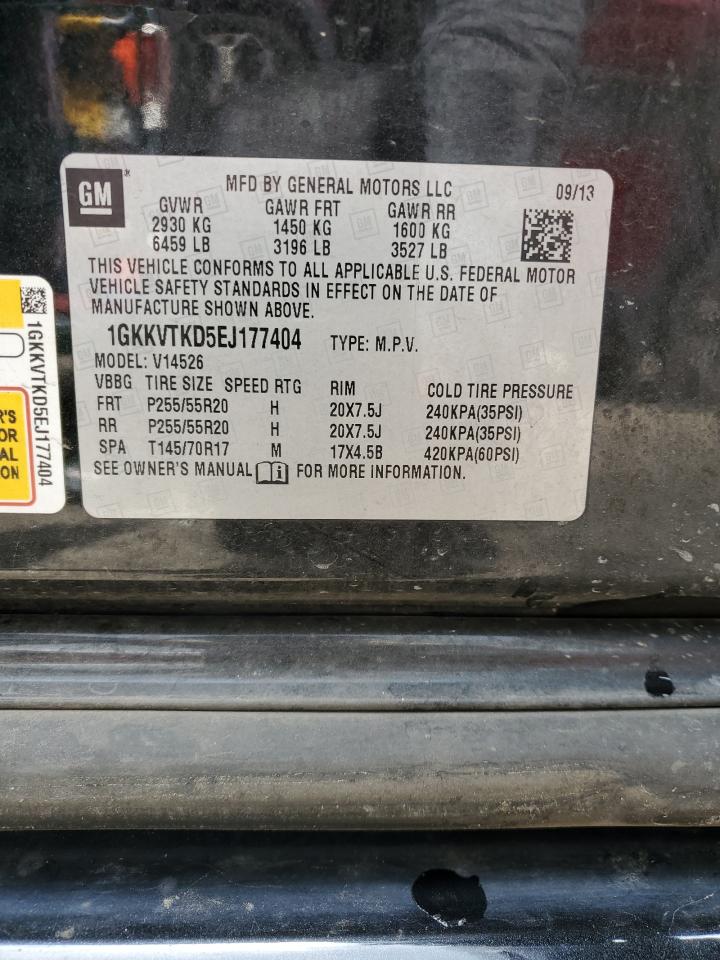 GM
MFD BY GENERAL MOTORS LLC 09/13
GVWR GAWR FRT GAWR RR
2930 KG 1450 KG 1600 KG
6459 LB 3196 LB 3527 LB
THIS VEHICLE CONFORMS TO ALL APPLICABLE U.S. FEDERAL MOTOR
VEHICLE SAFETY STANDARDS IN EFFECT ON THE DATE OF
MANUFACTURE SHOWN ABOVE.
1GKKVTKD5EJ177404 TYPE: M.P.V.
MODEL: V14526
VBBG TIRE SIZE SPEED RTG RIM COLD TIRE PRESSURE
FRT P255/55R20 H 20X7.5J 240KPA(35PSI)
RR P255/55R20 H 20X7.5J 240KPA(35PSI)
SPA T145/70R17 M 17X4.5B 420KPA(60PSI)
SEE OWNER'S MANUAL FOR MORE INFORMATION.
1GKKVTKD5EJ177404
R'S
OR
AL
ON